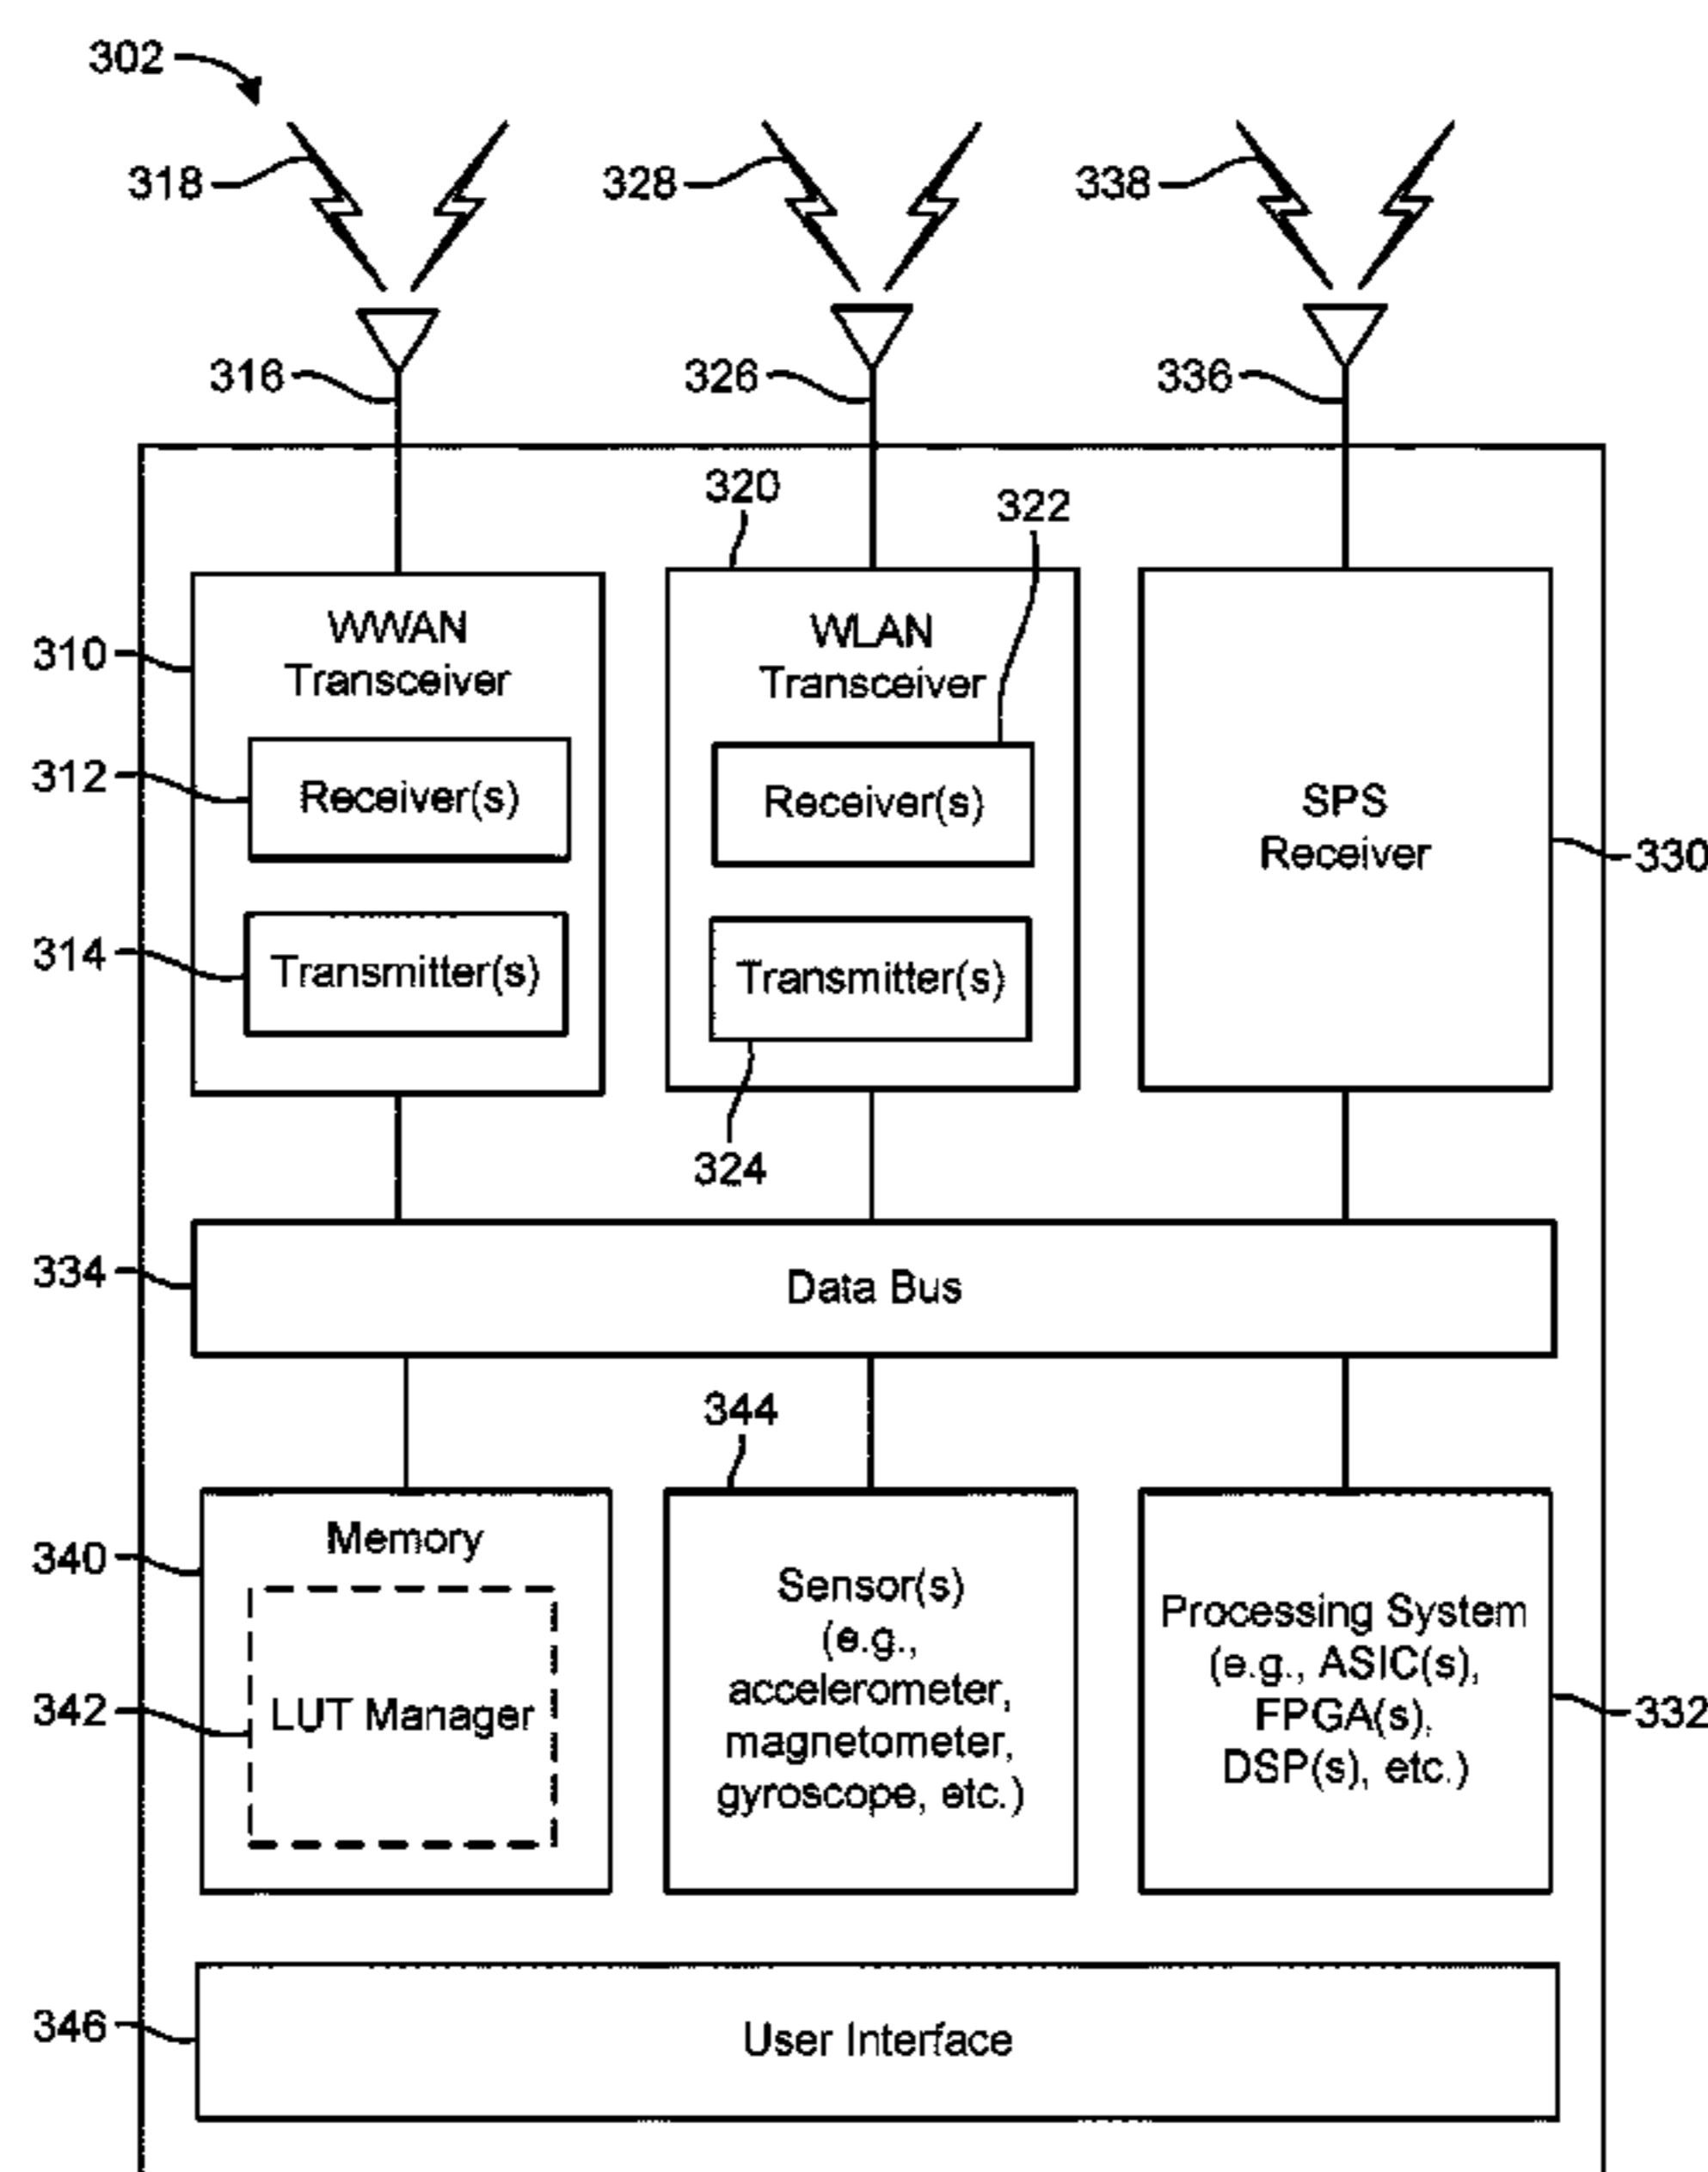 302
318
328
338
316
326
336
320
322
310
WWAN
Transceiver
WLAN
Transceiver
312
Receiver(s)
Receiver(s)
SPS
Receiver
330
314
Transmitter(s)
Transmitter(s)
324
334
Data Bus
344
340
Memory
342
LUT Manager
Sensor(s)
(e.g.,
accelerometer,
magnetometer,
gyroscope, etc.)
Processing System
(e.g., ASIC(s),
FPGA(s),
DSP(s), etc.)
332
346
User Interface